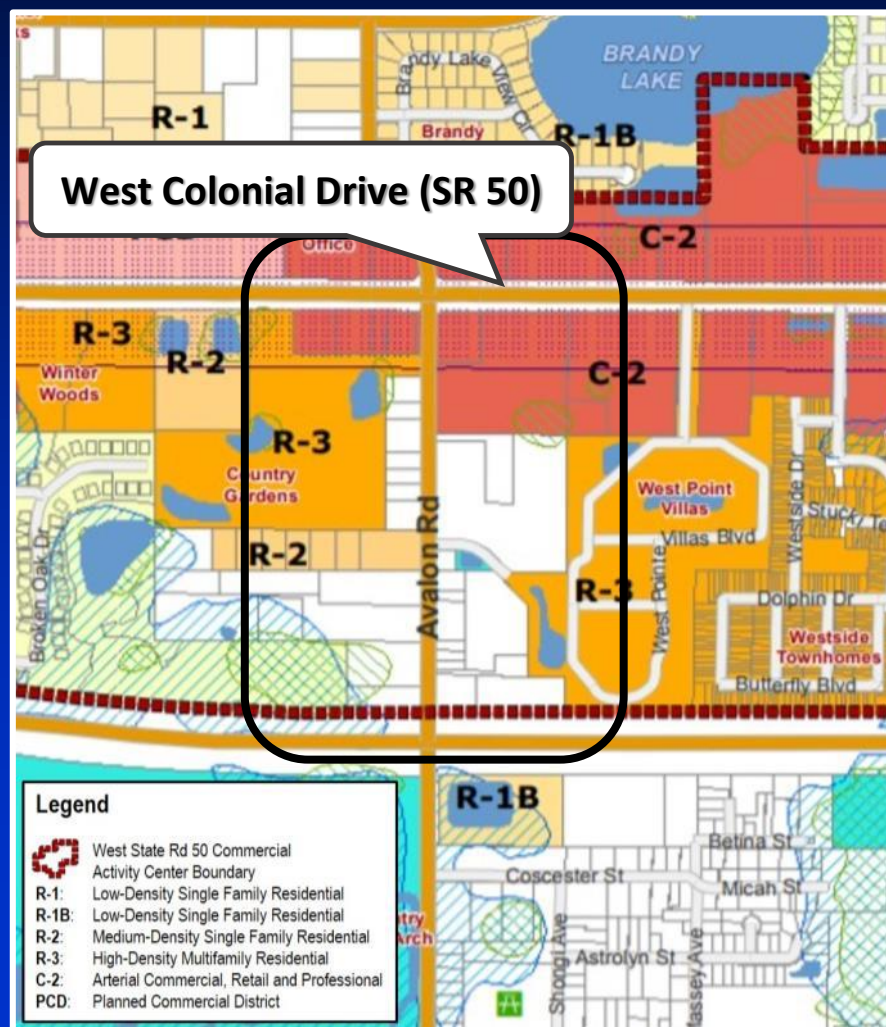 ks
BRANDY
LAKE
Brandy Lake View Cir
R-1
Brandy
R-1B
West Colonial Drive (SR 50)
Office
C-2
R-3
R-2
Winter
Woods
C-2
R-3
Country
Gardens
West Point
Villas
Avalon Rd
Westside Dr
Villas Blvd
R-2
Broken Oak Dr
R-3
West Pointe
Dolphin Dr
Westside
Townhomes
Butterfly Blvd
R-1B
Legend
West State Rd 50 Commercial
Activity Center Boundary
R-1: Low-Density Single Family Residential
R-1B: Low-Density Single Family Residential
R-2: Medium-Density Single Family Residential
R-3: High-Density Multifamily Residential
C-2: Arterial Commercial, Retail and Professional
PCD: Planned Commercial District
Betina St
Coscester St
Micah St
try
Arch
Shongi Ave
Astrolyn St
Massey Ave